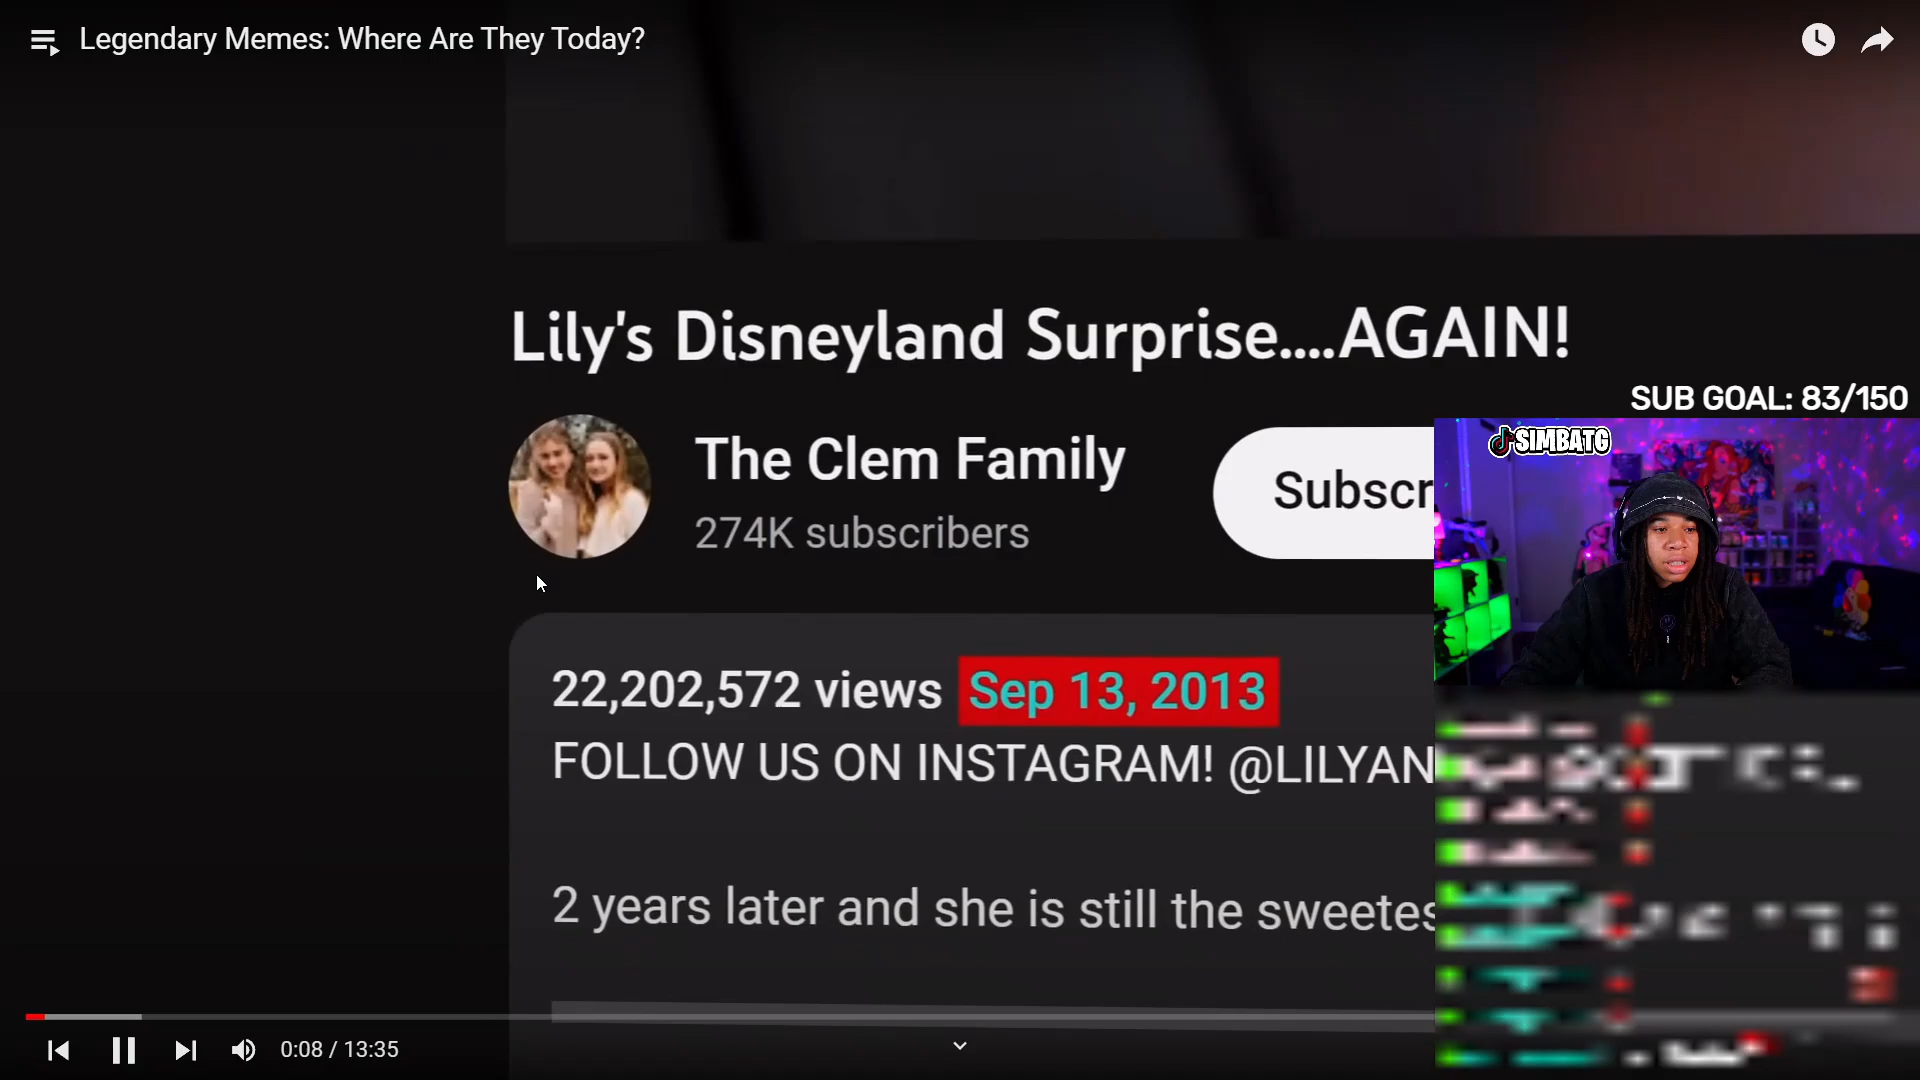 Legendary Memes: Where Are They Today?
Lily's Disneyland Surprise....AGAIN!
SUB GOAL: 83/150
SIMBATG
The Clem Family
274K subscribers
Subscr
22,202,572 views Sep 13, 2013
FOLLOW US ON INSTAGRAM! @LILYAN
2 years later and she is still the sweetes
0:08 / 13:35